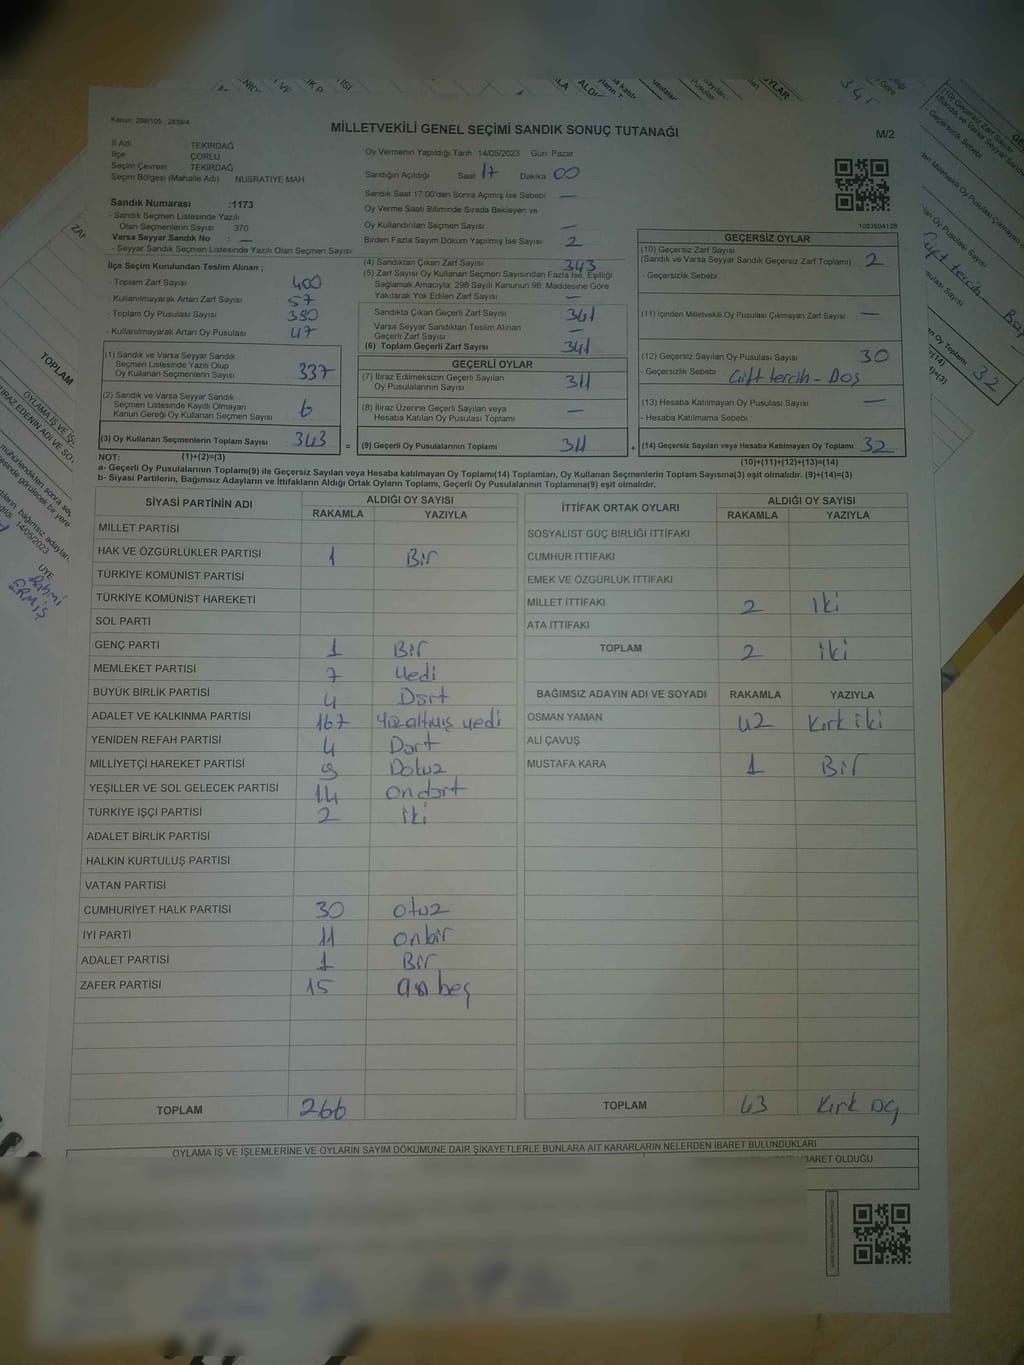 Kanun: 298/105 ; 2839/4
MİLLETVEKİLİ GENEL SEÇİMİ SANDIK SONUÇ TUTANAĞI
M/2
İl Adı TEKİRDAĞ
İlçe ÇORLU
Seçim Çevresi TEKİRDAĞ
Seçim Bölgesi (Mahalle Adı) NUSRATİYE MAH
Sandık Numarası :1173
- Sandık Seçmen Listesinde Yazılı
Olan Seçmenlerin Sayısı 370
Varsa Seyyar Sandık No : —
- Seyyar Sandık Seçmen Listesinde Yazılı Olan Seçmen Sayısı
İlçe Seçim Kurulundan Teslim Alınan ;
- Toplam Zarf Sayısı 400
- Kullanılmayarak Artan Zarf Sayısı 57
- Toplam Oy Pusulası Sayısı 390
- Kullanılmayarak Artan Oy Pusulası 47
(1) Sandık ve Varsa Seyyar Sandık
Seçmen Listesinde Yazılı Olup
Oy Kullanan Seçmenlerin Sayısı 337
(2) Sandık ve Varsa Seyyar Sandık
Seçmen Listesinde Kayıtlı Olmayan
Kanun Gereği Oy Kullanan Seçmen Sayısı 6
(3) Oy Kullanan Seçmenlerin Toplam Sayısı 343
Oy Vermenin Yapıldığı Tarih 14/05/2023 Gün: Pazar
Sandığın Açıldığı Saat 17 Dakika 00
Sandık Saat 17:00'den Sonra Açımış İse Sebebi —
Oy Verme Saati Bitiminde Sırada Bekleyen ve
Oy Kullandırılan Seçmen Sayısı —
Birden Fazla Sayım Döküm Yapılmış İse Sayısı 2
(4) Sandıktan Çıkan Zarf Sayısı 343
(5) Zarf Sayısı Oy Kullanan Seçmen Sayısından Fazla İse, Eşitliği
Sağlamak Amacıyla, 298 Sayılı Kanunun 98. Maddesine Göre
Yakılarak Yok Edilen Zarf Sayısı —
Sandıkta Çıkan Geçerli Zarf Sayısı 341
Varsa Seyyar Sandıktan Teslim Alınan
Geçerli Zarf Sayısı —
(6) Toplam Geçerli Zarf Sayısı 341
GEÇERLİ OYLAR
(7) İtiraz Edilmeksizin Geçerli Sayılan
Oy Pusulalarının Sayısı 311
(8) İtiraz Üzerine Geçerli Sayılan veya
Hesaba Katılan Oy Pusulası Toplamı —
= (9) Geçerli Oy Pusulalarının Toplamı 311
1083604128
GEÇERSİZ OYLAR
(10) Geçersiz Zarf Sayısı
(Sandık ve Varsa Seyyar Sandık Geçersiz Zarf Toplamı) 2
- Geçersizlik Sebebi
(11) İçinden Milletvekili Oy Pusulası Çıkmayan Zarf Sayısı —
(12) Geçersiz Sayılan Oy Pusulası Sayısı 30
- Geçersizlik Sebebi Çift tercih - Boş
(13) Hesaba Katılmayan Oy Pusulası Sayısı —
- Hesaba Katılmama Sebebi
+ (14) Geçersiz Sayılan veya Hesaba Katılmayan Oy Toplamı 32
NOT: (1)+(2)=(3)
(10)+(11)+(12)+(13)=(14)
a- Geçerli Oy Pusulalarının Toplamı(9) ile Geçersiz Sayılan veya Hesaba katılmayan Oy Toplamı(14) Toplamları, Oy Kullanan Seçmenlerin Toplam Sayısına(3) eşit olmalıdır. (9)+(14)=(3)
b- Siyasi Partilerin, Bağımsız Adayların ve İttifakların Aldığı Ortak Oyların Toplamı, Geçerli Oy Pusulalarının Toplamına(9) eşit olmalıdır.
SİYASİ PARTİNİN ADI ALDIĞI OY SAYISI
RAKAMLA YAZIYLA
MİLLET PARTİSİ
HAK VE ÖZGÜRLÜKLER PARTİSİ 1 Bir
TÜRKİYE KOMÜNİST PARTİSİ
TÜRKİYE KOMÜNİST HAREKETİ
SOL PARTİ
GENÇ PARTİ 1 Bir
MEMLEKET PARTİSİ 7 Yedi
BÜYÜK BİRLİK PARTİSİ 4 Dört
ADALET VE KALKINMA PARTİSİ 167 Yüzaltmış yedi
YENİDEN REFAH PARTİSİ 4 Dört
MİLLİYETÇİ HAREKET PARTİSİ 9 Dokuz
YEŞİLLER VE SOL GELECEK PARTİSİ 14 ondört
TÜRKİYE İŞÇİ PARTİSİ 2 iki
ADALET BİRLİK PARTİSİ
HALKIN KURTULUŞ PARTİSİ
VATAN PARTİSİ
CUMHURİYET HALK PARTİSİ 30 otuz
İYİ PARTİ 11 onbir
ADALET PARTİSİ 1 Bir
ZAFER PARTİSİ 15 on beş
TOPLAM 266
İTTİFAK ORTAK OYLARI ALDIĞI OY SAYISI
RAKAMLA YAZIYLA
SOSYALİST GÜÇ BİRLİĞİ İTTİFAKI
CUMHUR İTTİFAKI
EMEK VE ÖZGÜRLÜK İTTİFAKI
MİLLET İTTİFAKI 2 İki
ATA İTTİFAKI
TOPLAM 2 iki
BAĞIMSIZ ADAYIN ADI VE SOYADI RAKAMLA YAZIYLA
OSMAN YAMAN 42 Kırk iki
ALİ ÇAVUŞ
MUSTAFA KARA 1 Bir
TOPLAM 43 Kırk üç
OYLAMA İŞ VE İŞLEMLERİNE VE OYLARIN SAYIM DÖKÜMÜNE DAİR ŞİKAYETLERLE BUNLARA AİT KARARLARIN NELERDEN İBARET BULUNDUKLARI
İBARET OLDUĞU
TOPLAM
14/05/2023
ÜYE
Rahmi
ERMİŞ
341
Geçersizlik Sebebi
Çift tercih
32